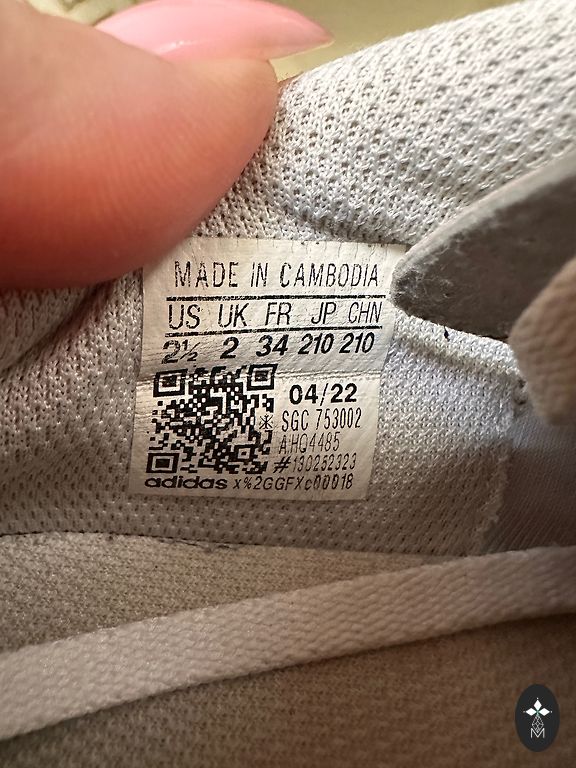 MADE IN CAMBODIA
US UK FR JP CHN
2½ 2 34 210 210
04/22
SGC 753002
A:HQ4485
#130252323
adidas x%2GGFXc00018
M